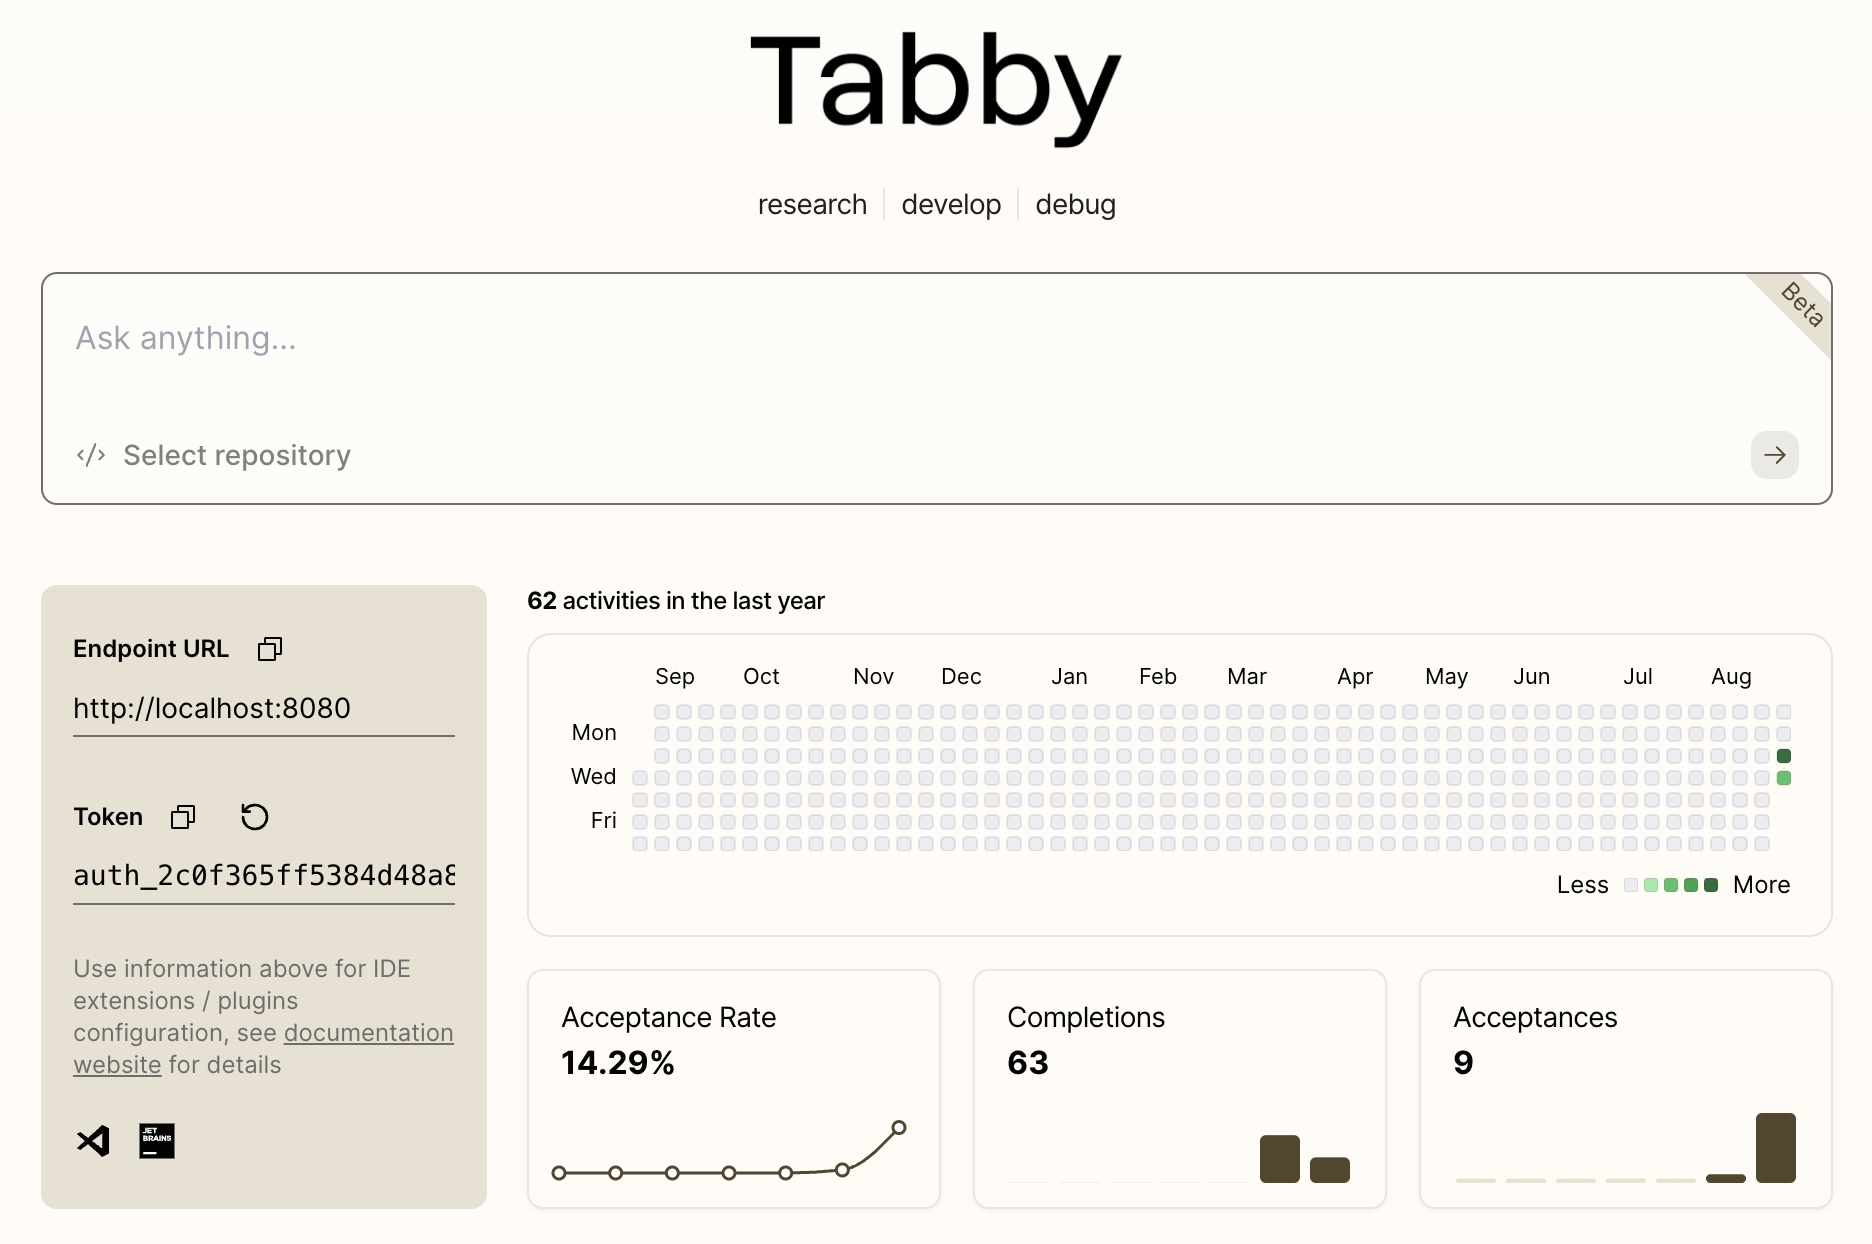 Tabby
research
develop
debug
Beta
Ask anything...
Select repository
Endpoint URL
http://localhost:8080
Token
auth_2c0f365ff5384d48a8
Use information above for IDE
extensions / plugins
configuration, see documentation
website for details
JET
BRAINS
62 activities in the last year
Sep Oct Nov Dec Jan Feb Mar Apr May Jun Jul Aug
Mon
Wed
Fri
Less More
Acceptance Rate
14.29%
Completions
63
Acceptances
9